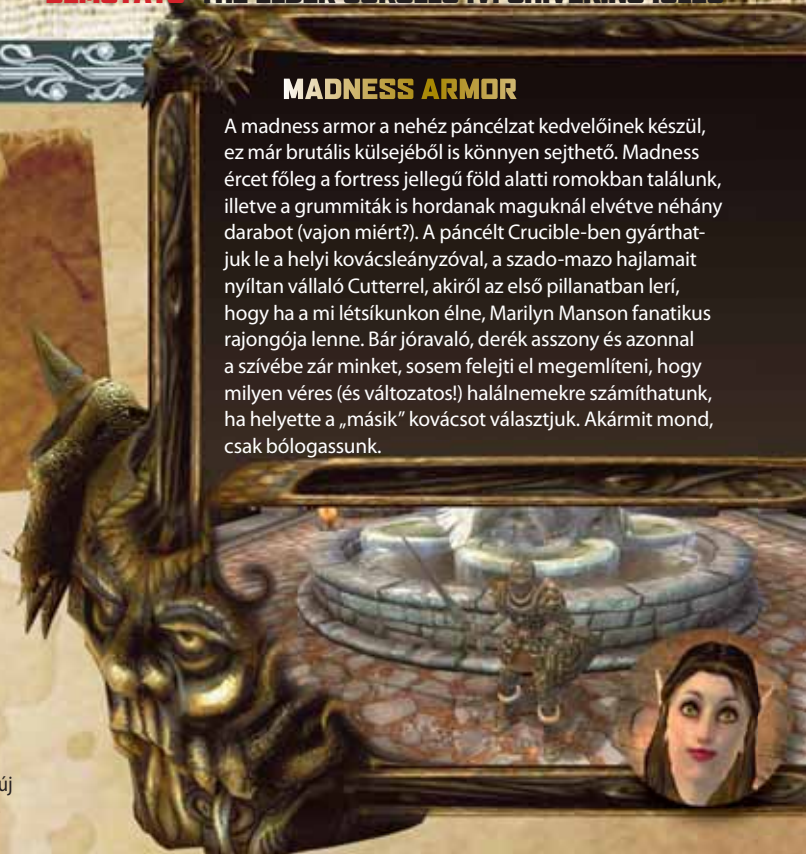 MADNESS ARMOR
A madness armor a nehéz páncélzat kedvelőinek készül,
ez már brutális külsejéből is könnyen sejthető. Madness
ércet főleg a fortress jellegű föld alatti romokban találunk,
illetve a grummiták is hordanak maguknál elvétve néhány
darabot (vajon miért?). A páncélt Crucible-ben gyárthat-
juk le a helyi kovácsleányzóval, a szado-mazo hajlamait
nyíltan vállaló Cutterrel, akiről az első pillanatban lerí,
hogy ha a mi létsíkunkon élne, Marilyn Manson fanatikus
rajongója lenne. Bár jóravaló, derék asszony és azonnal
a szívébe zár minket, sosem felejti el megemlíteni, hogy
milyen véres (és változatos!) halálnemekre számíthatunk,
ha helyette a „másik” kovácsot választjuk. Akármit mond,
csak bólogassunk.
új